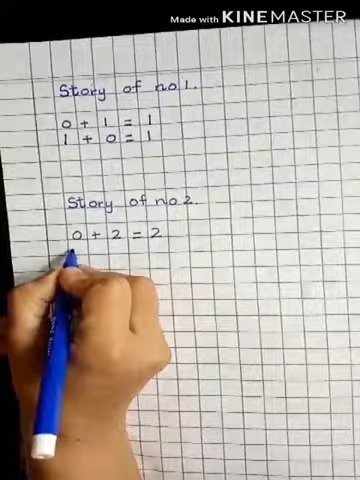 Made with KINEMASTER
Story of no 1.
0 + 1 = 1
1 + 0 = 1
Story of no 2.
0 + 2 = 2